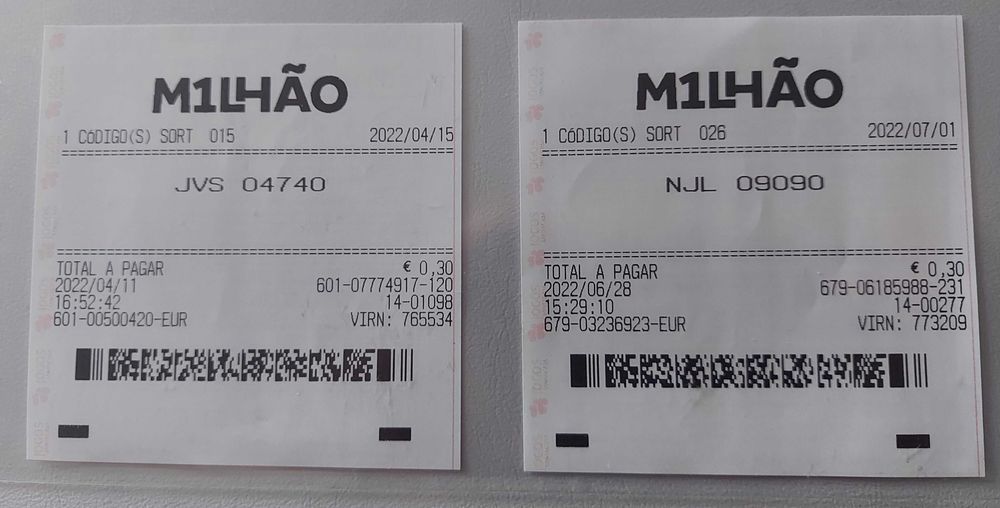 M1LHÃO
1 CÓDIGO(S) SORT 015 2022/04/15
JVS 04740
TOTAL A PAGAR € 0,30
2022/04/11 601-07774917-120
16:52:42 14-01098
601-00500420-EUR VIRN: 765534
M1LHÃO
1 CÓDIGO(S) SORT 026 2022/07/01
NJL 09090
TOTAL A PAGAR € 0,30
2022/06/28 679-06185988-231
15:29:10 14-00277
679-03236923-EUR VIRN: 773209